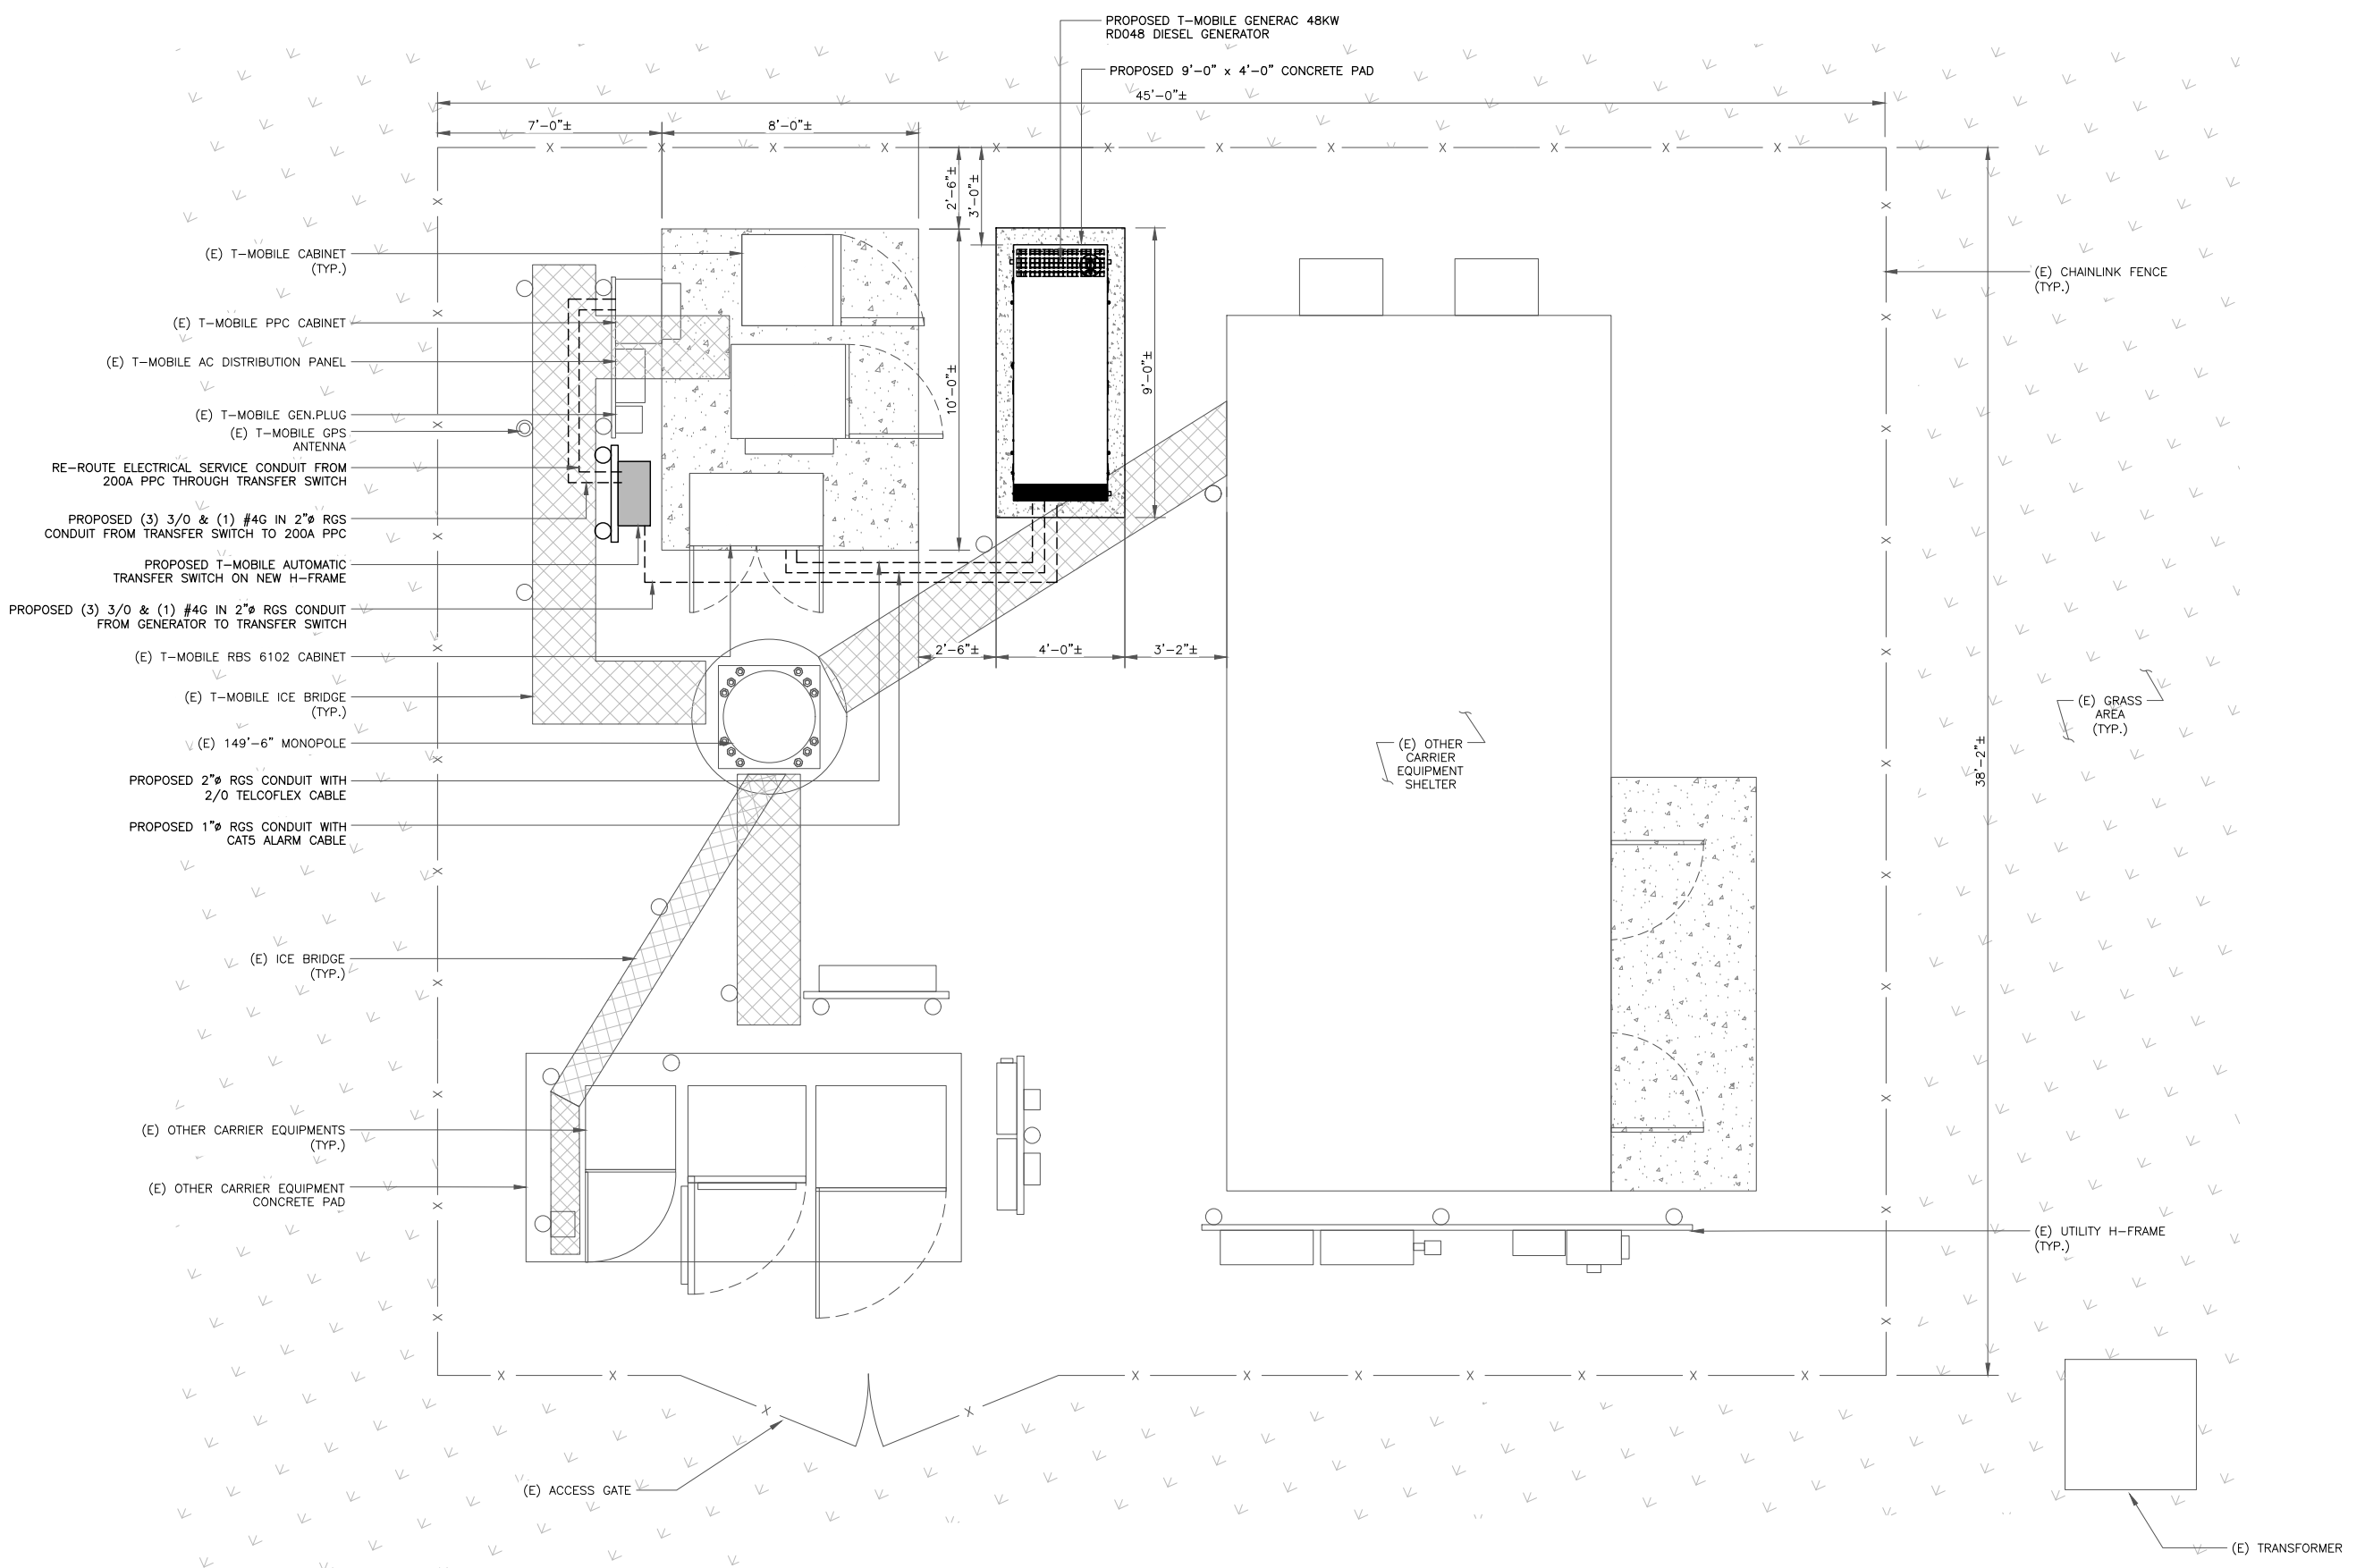 PROPOSED T-MOBILE GENERAC 48KW
RD048 DIESEL GENERATOR
PROPOSED 9'-0" x 4'-0" CONCRETE PAD
45'-0"±
7'-0"±
8'-0"±
2'-6"±
3'-0"±
10'-0"±
9'-0"±
(E) T-MOBILE CABINET
(TYP.)
(E) T-MOBILE PPC CABINET
(E) T-MOBILE AC DISTRIBUTION PANEL
(E) T-MOBILE GEN.PLUG
(E) T-MOBILE GPS
ANTENNA
RE-ROUTE ELECTRICAL SERVICE CONDUIT FROM
200A PPC THROUGH TRANSFER SWITCH
PROPOSED (3) 3/0 & (1) #4G IN 2"ø RGS
CONDUIT FROM TRANSFER SWITCH TO 200A PPC
PROPOSED T-MOBILE AUTOMATIC
TRANSFER SWITCH ON NEW H-FRAME
PROPOSED (3) 3/0 & (1) #4G IN 2"ø RGS CONDUIT
FROM GENERATOR TO TRANSFER SWITCH
(E) T-MOBILE RBS 6102 CABINET
(E) T-MOBILE ICE BRIDGE
(TYP.)
(E) 149'-6" MONOPOLE
PROPOSED 2"ø RGS CONDUIT WITH
2/0 TELCOFLEX CABLE
PROPOSED 1"ø RGS CONDUIT WITH
CAT5 ALARM CABLE
(E) ICE BRIDGE
(TYP.)
(E) OTHER CARRIER EQUIPMENTS
(TYP.)
(E) OTHER CARRIER EQUIPMENT
CONCRETE PAD
(E) ACCESS GATE
2'-6"±
4'-0"±
3'-2"±
(E) OTHER
CARRIER
EQUIPMENT
SHELTER
(E) CHAINLINK FENCE
(TYP.)
(E) GRASS
AREA
(TYP.)
38'-2"±
(E) UTILITY H-FRAME
(TYP.)
(E) TRANSFORMER